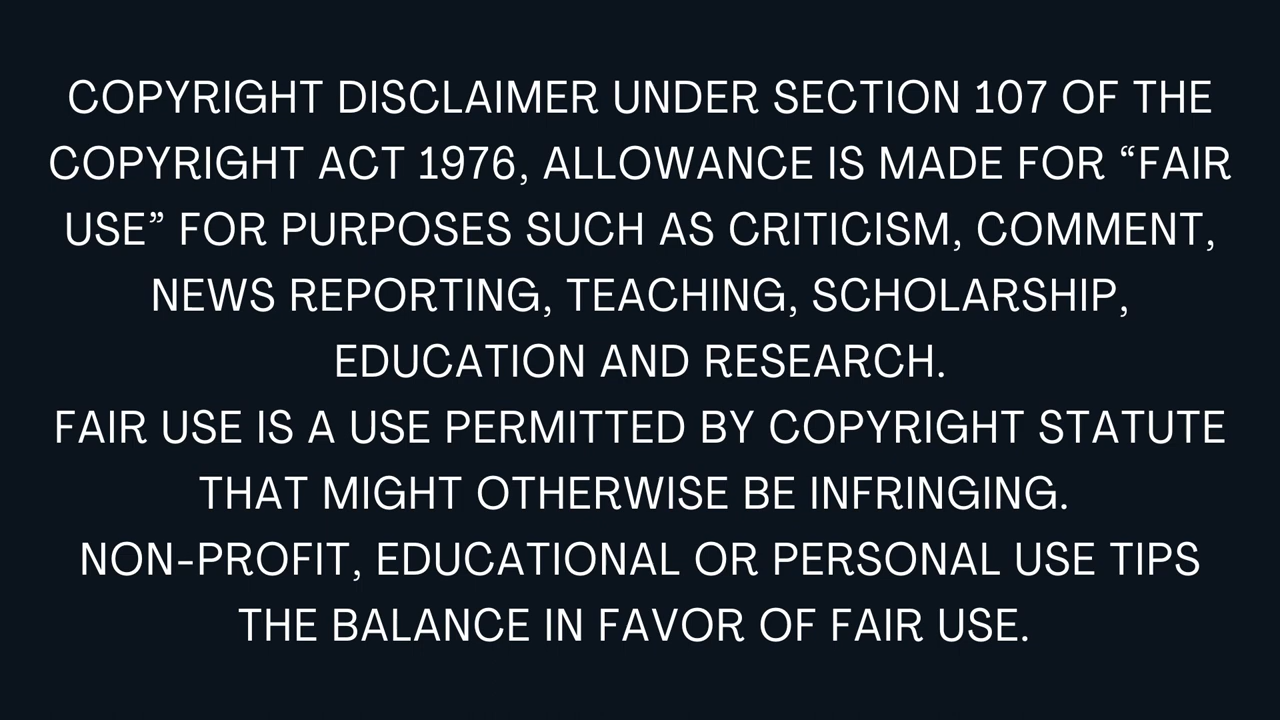 COPYRIGHT DISCLAIMER UNDER SECTION 107 OF THE
COPYRIGHT ACT 1976, ALLOWANCE IS MADE FOR “FAIR
USE” FOR PURPOSES SUCH AS CRITICISM, COMMENT,
NEWS REPORTING, TEACHING, SCHOLARSHIP,
EDUCATION AND RESEARCH.
FAIR USE IS A USE PERMITTED BY COPYRIGHT STATUTE
THAT MIGHT OTHERWISE BE INFRINGING.
NON-PROFIT, EDUCATIONAL OR PERSONAL USE TIPS
THE BALANCE IN FAVOR OF FAIR USE.